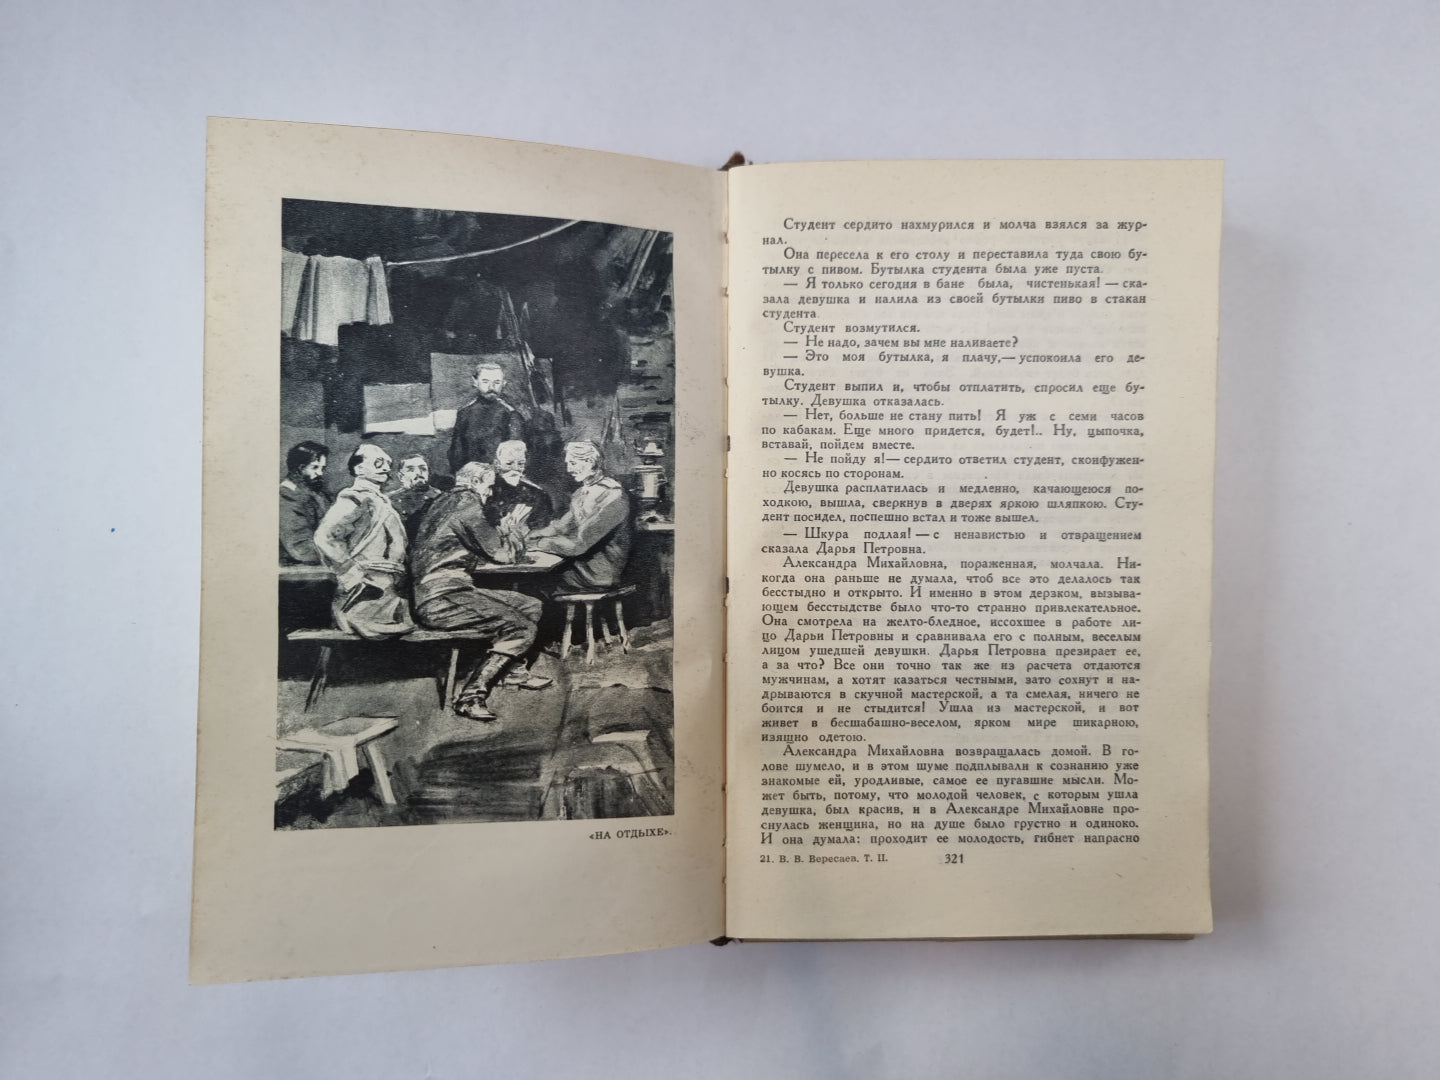 «НА ОТДЫХЕ».
Студент сердито нахмурился и молча взялся за жур-
нал.
Она пересела к его столу и переставила туда свою бу-
тылку с пивом. Бутылка студента была уже пуста.
— Я только сегодня в бане была, чистенькая! — ска-
зала девушка и налила из своей бутылки пиво в стакан
студента.
Студент возмутился.
— Не надо, зачем вы мне наливаете?
— Это моя бутылка, я плачу,— успокоила его де-
вушка.
Студент выпил и, чтобы отплатить, спросил еще бу-
тылку. Девушка отказалась.
— Нет, больше не стану пить! Я уж с семи часов
по кабакам. Еще много придется, будет!.. Ну, цыпочка,
вставай, пойдем вместе.
— Не пойду я!— сердито ответил студент, сконфужен-
но косясь по сторонам.
Девушка расплатилась и медленно, качающеюся по-
ходкою, вышла, сверкнув в дверях яркою шляпкою. Сту-
дент посидел, поспешно встал и тоже вышел.
— Шкура подлая! — с ненавистью и отвращением
сказала Дарья Петровна.
Александра Михайловна, пораженная, молчала. Ни-
когда она раньше не думала, чтоб все это делалось так
бесстыдно и открыто. И именно в этом дерзком, вызыва-
ющем бесстыдстве было что-то странно привлекательное.
Она смотрела на желто-бледное, иссохшее в работе ли-
цо Дарьи Петровны и сравнивала его с полным, веселым
лицом ушедшей девушки. Дарья Петровна презирает ее,
а за что? Все они точно так же из расчета отдаются
мужчинам, а хотят казаться честными, зато сохнут и на-
дрываются в скучной мастерской, а та смелая, ничего не
боится и не стыдится! Ушла из мастерской, и вот
живет в бесшабашно-веселом, ярком мире шикарною,
изящно одетою.
Александра Михайловна возвращалась домой. В го-
лове шумело, и в этом шуме подплывали к сознанию уже
знакомые ей, уродливые, самое ее пугавшие мысли. Мо-
жет быть, потому, что молодой человек, с которым ушла
девушка, был красив, и в Александре Михайловне про-
снулась женщина, но на душе было грустно и одиноко.
И она думала: проходит ее молодость, гибнет напрасно
21. В. В. Вересаев. Т. II. 321